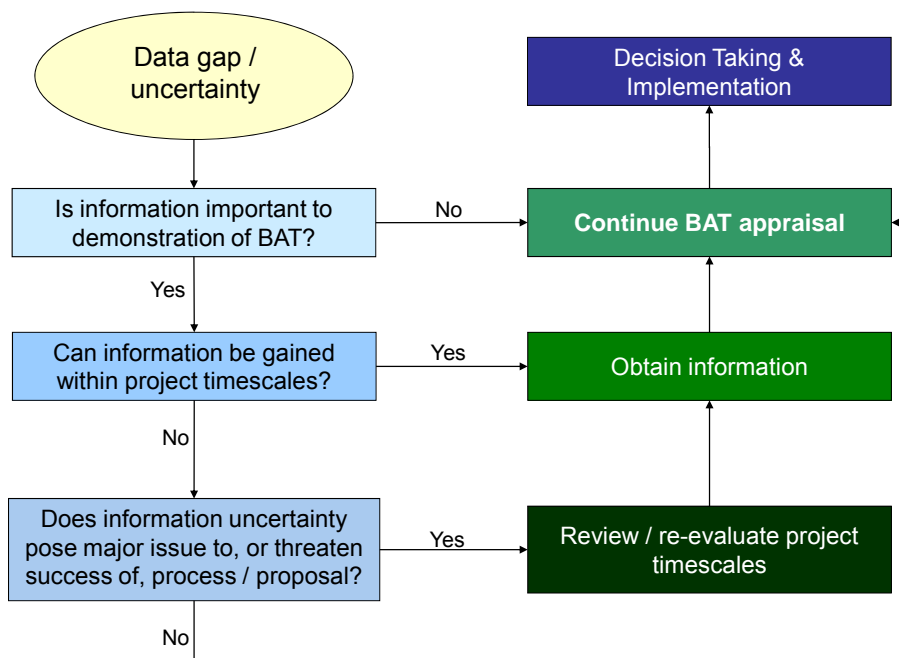 Data gap /
uncertainty
Decision Taking &
Implementation
Is information important to
demonstration of BAT?
No
Continue BAT appraisal
Yes
Can information be gained
within project timescales?
Yes
Obtain information
No
Does information uncertainty
pose major issue to, or threaten
success of, process / proposal?
Yes
Review / re-evaluate project
timescales
No